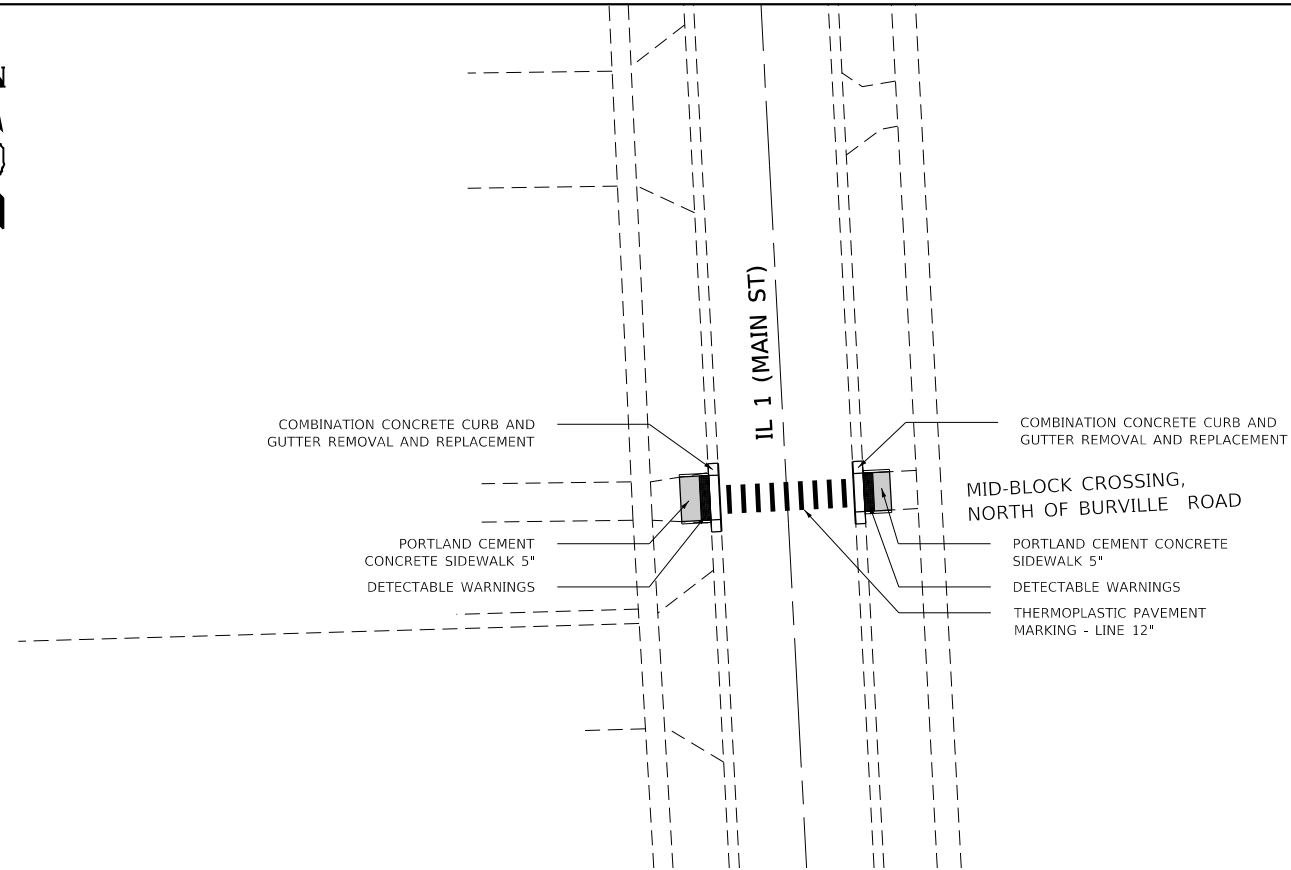 IL 1 (MAIN ST)
COMBINATION CONCRETE CURB AND
GUTTER REMOVAL AND REPLACEMENT
COMBINATION CONCRETE CURB AND
GUTTER REMOVAL AND REPLACEMENT
MID-BLOCK CROSSING,
NORTH OF BURVILLE ROAD
PORTLAND CEMENT
CONCRETE SIDEWALK 5"
DETECTABLE WARNINGS
PORTLAND CEMENT CONCRETE
SIDEWALK 5"
DETECTABLE WARNINGS
THERMOPLASTIC PAVEMENT
MARKING - LINE 12"